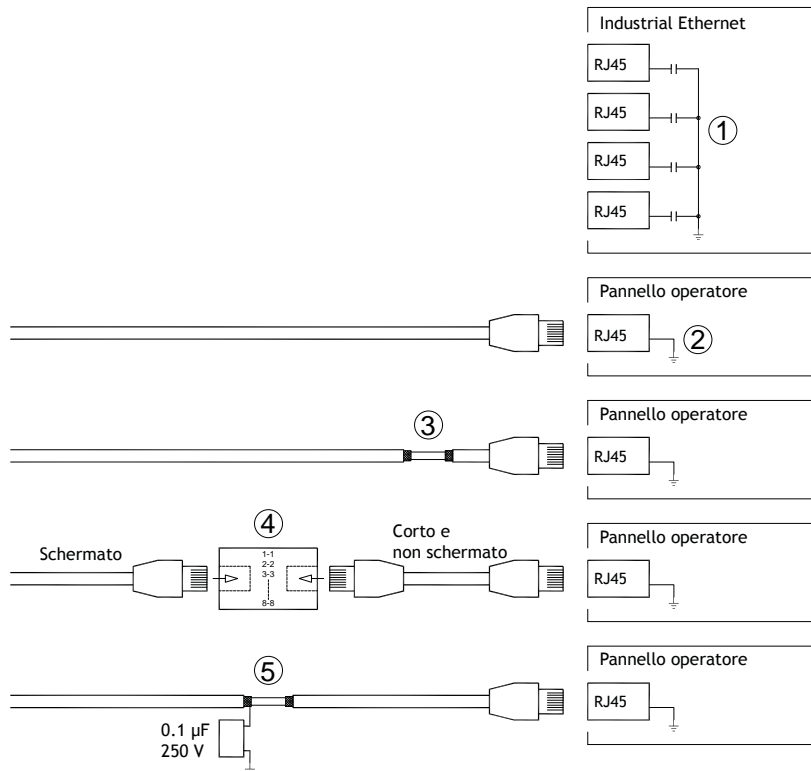 Industrial Ethernet
RJ45
RJ45
1
RJ45
RJ45
Pannello operatore
RJ45
2
Pannello operatore
3
RJ45
Pannello operatore
4
Schermato
1-1
2-2
3-3
8-8
Corto e
non schermato
RJ45
Pannello operatore
5
RJ45
0.1 µF
250 V